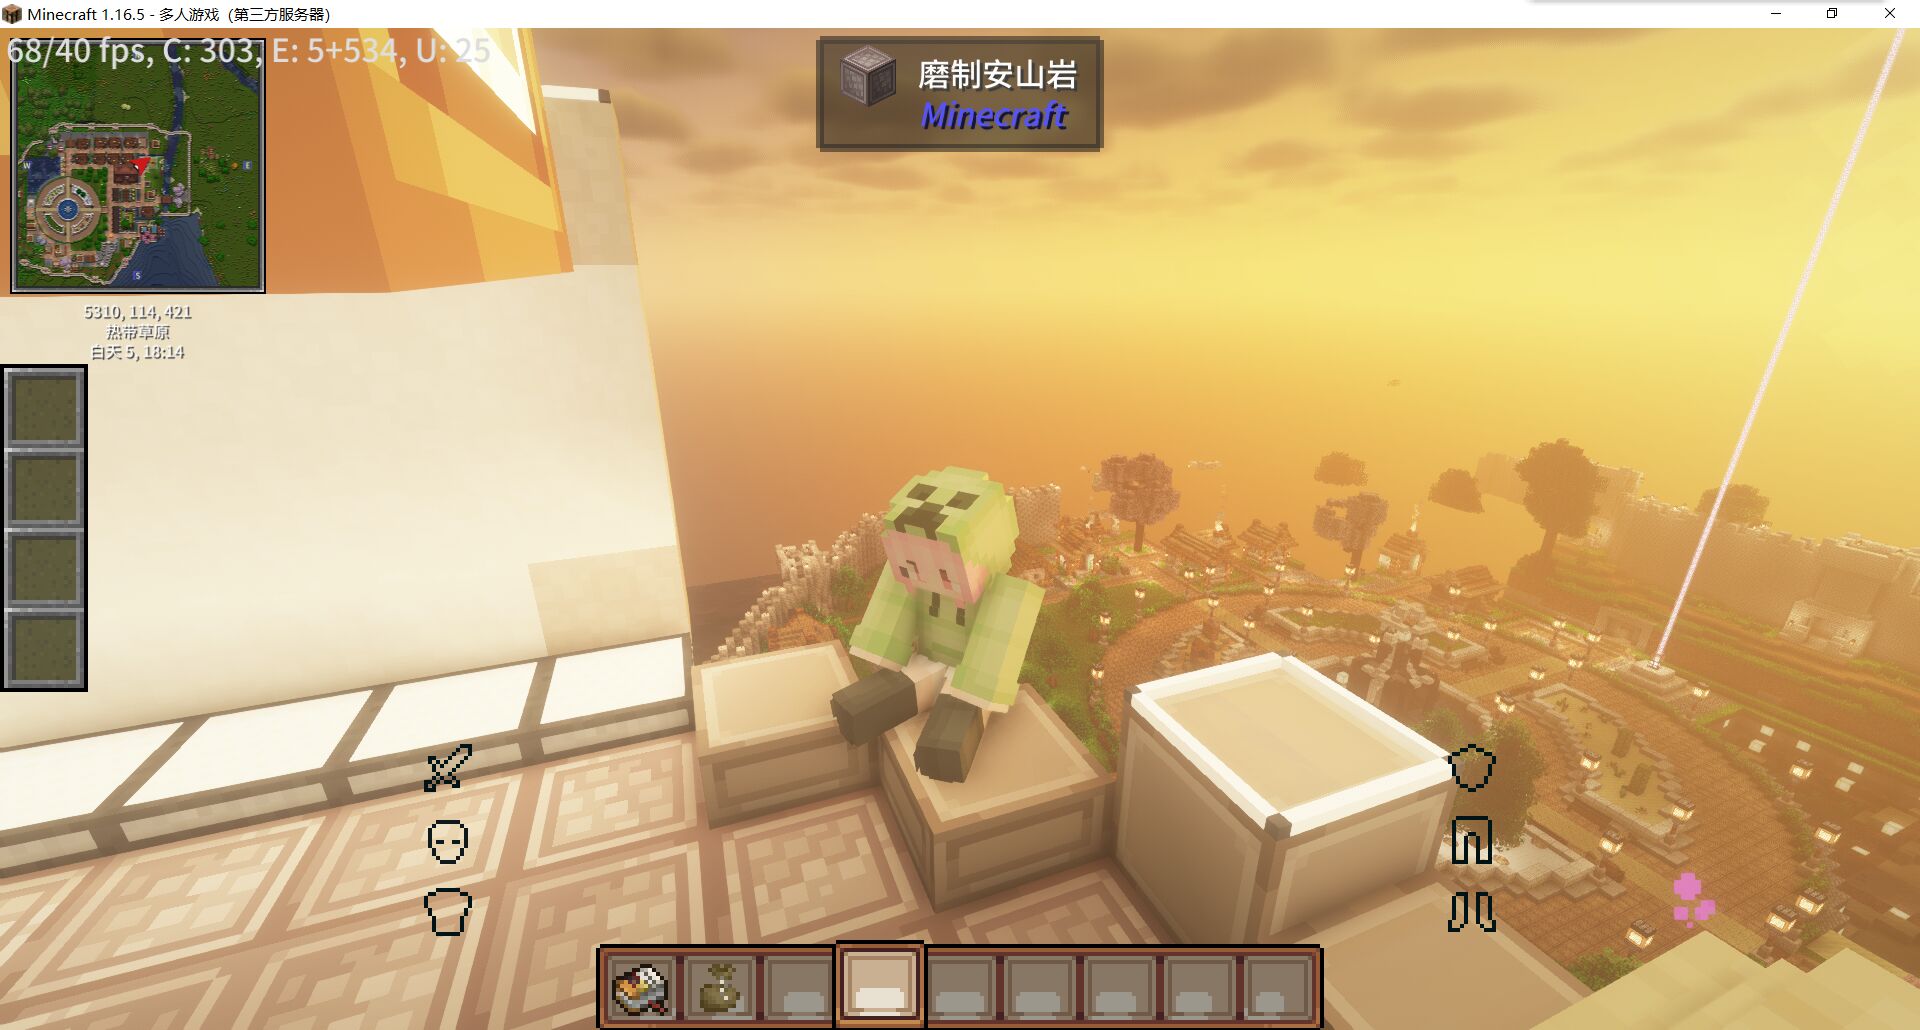 Minecraft 1.16.5 - 多人游戏（第三方服务器）
68/40 fps, C: 303, E: 5+534, U: 25
磨制安山岩
Minecraft
W
E
S
5310, 114, 421
热带草原
白天 5, 18:14